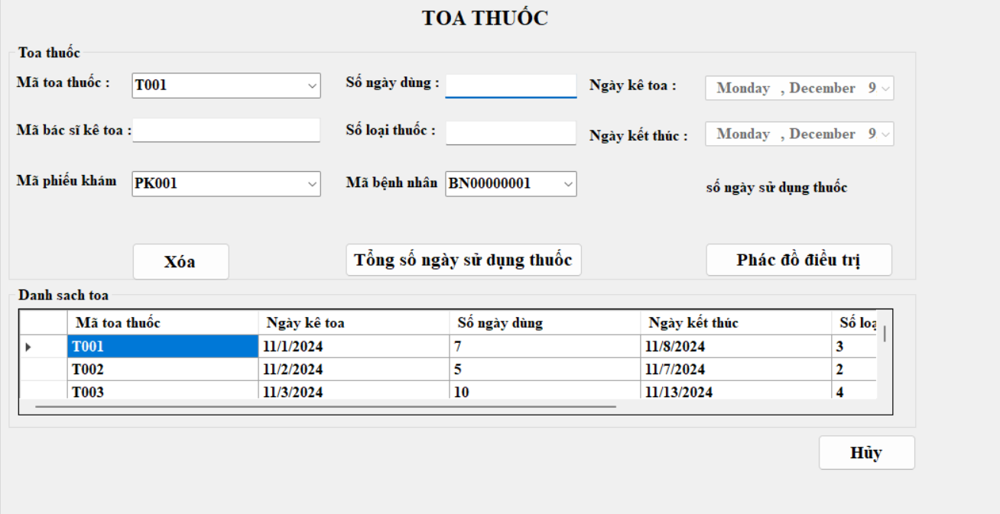 TOA THUỐC
Toa thuốc
Mã toa thuốc : T001 Số ngày dùng : Ngày kê toa : Monday , December 9
Mã bác sĩ kê toa : Số loại thuốc : Ngày kết thúc : Monday , December 9
Mã phiếu khám PK001 Mã bệnh nhân BN00000001 số ngày sử dụng thuốc
Xóa Tổng số ngày sử dụng thuốc Phác đồ điều trị
Danh sach toa
Mã toa thuốc Ngày kê toa Số ngày dùng Ngày kết thúc Số loạ
T001 11/1/2024 7 11/8/2024 3
T002 11/2/2024 5 11/7/2024 2
T003 11/3/2024 10 11/13/2024 4
Hủy